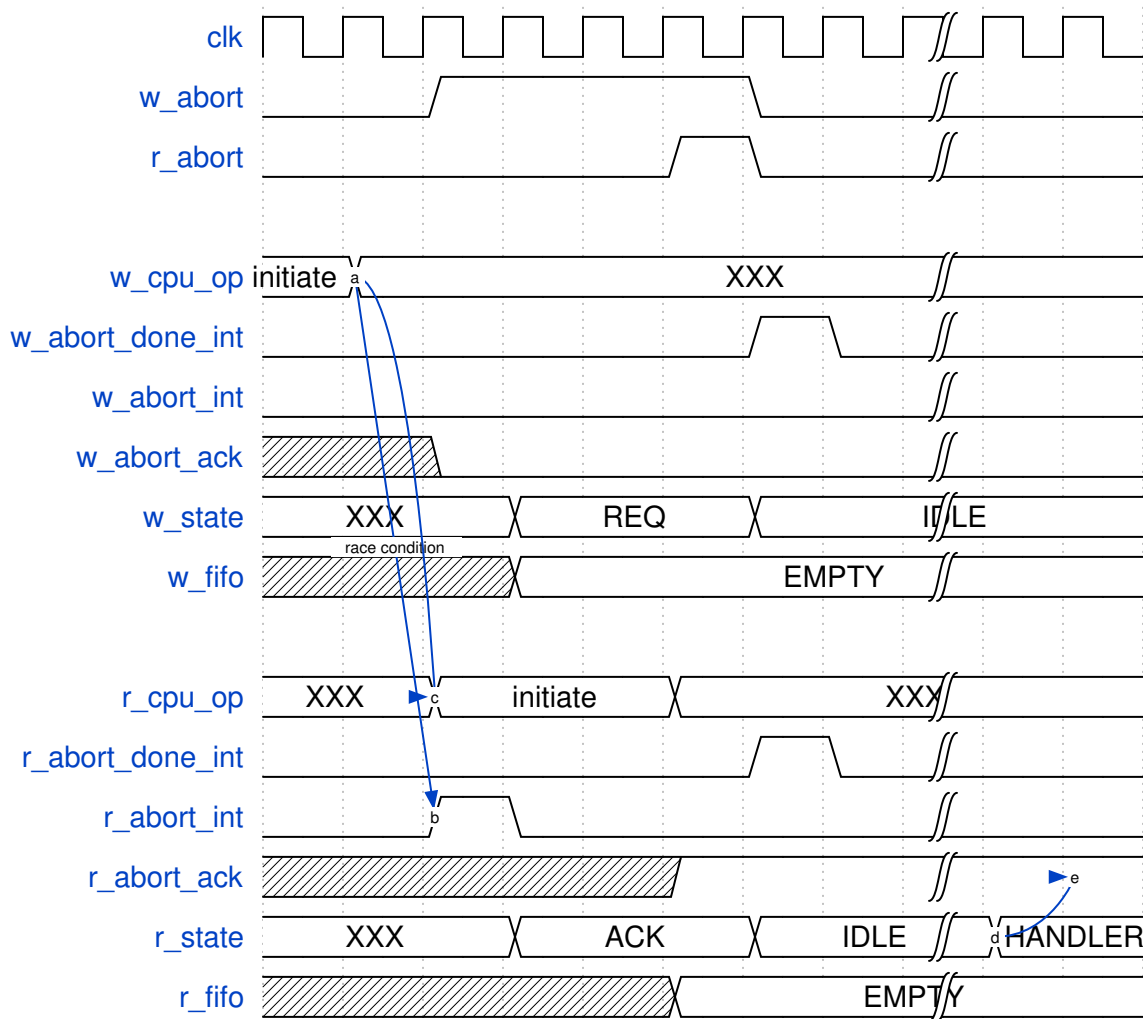 clk
w_abort
r_abort
w_cpu_op initiate a XXX
w_abort_done_int
w_abort_int
w_abort_ack
w_state XXX REQ IDLE
race condition
w_fifo EMPTY
r_cpu_op XXX c initiate XXX
r_abort_done_int
r_abort_int b
r_abort_ack e
r_state XXX ACK IDLE d HANDLER
r_fifo EMPTY